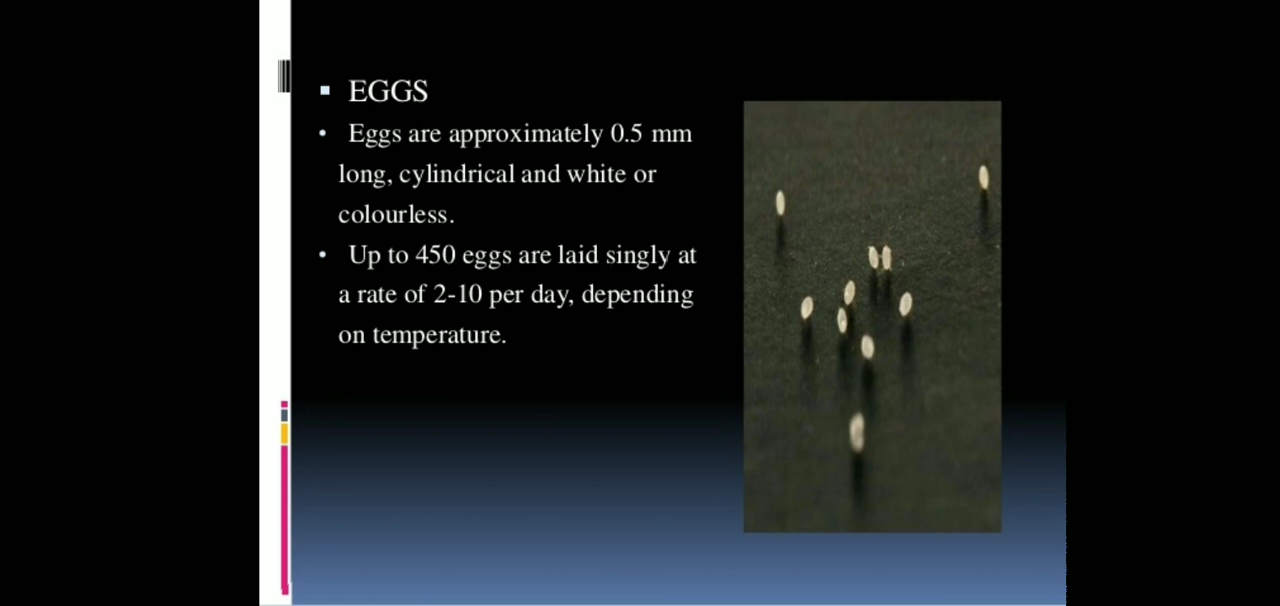 EGGS
Eggs are approximately 0.5 mm
long, cylindrical and white or
colourless.
Up to 450 eggs are laid singly at
a rate of 2-10 per day, depending
on temperature.